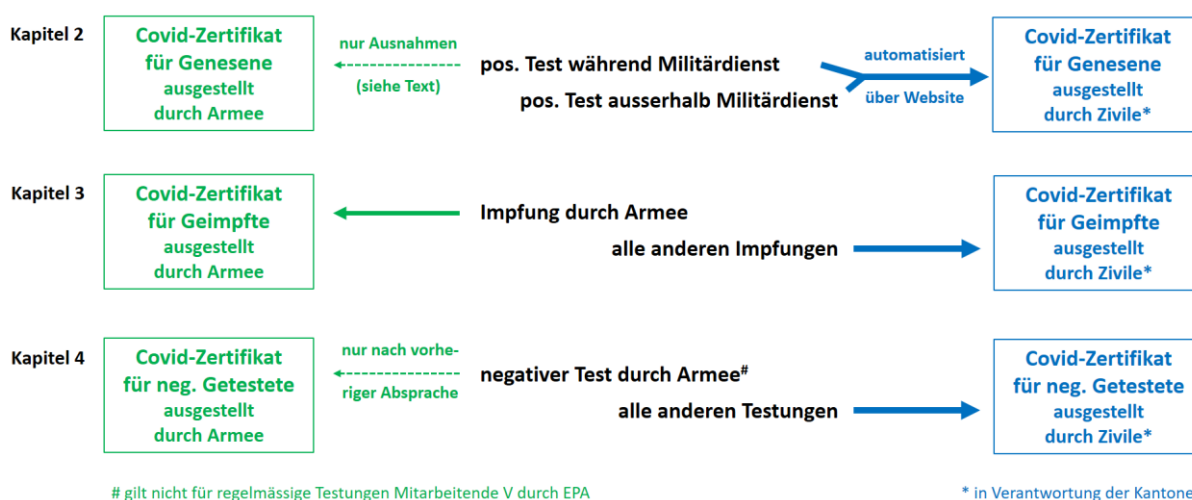 Kapitel 2
Covid-Zertifikat
für Genesene
ausgestellt
durch Armee
nur Ausnahmen
(siehe Text)
pos. Test während Militärdienst
pos. Test ausserhalb Militärdienst
automatisiert
über Website
Covid-Zertifikat
für Genesene
ausgestellt
durch Zivile*
Kapitel 3
Covid-Zertifikat
für Geimpfte
ausgestellt
durch Armee
Impfung durch Armee
alle anderen Impfungen
Covid-Zertifikat
für Geimpfte
ausgestellt
durch Zivile*
Kapitel 4
Covid-Zertifikat
für neg. Getestete
ausgestellt
durch Armee
nur nach vorhe-
riger Absprache
negativer Test durch Armee#
alle anderen Testungen
Covid-Zertifikat
für neg. Getestete
ausgestellt
durch Zivile*
# gilt nicht für regelmässige Testungen Mitarbeitende V durch EPA
* in Verantwortung der Kantone